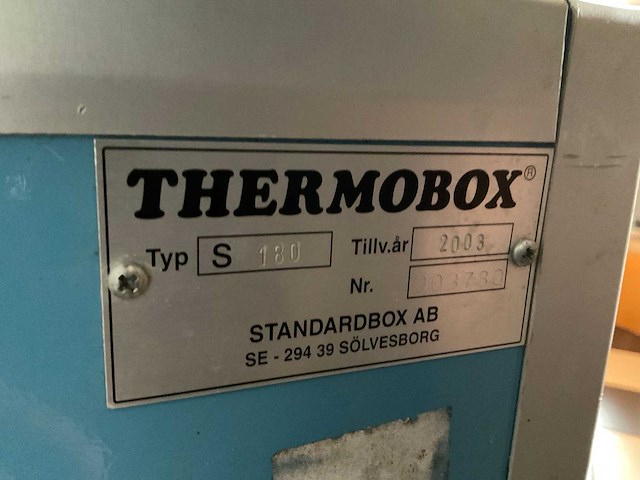 THERMOBOX®
Typ S 180 Tillv.år 2003
Nr.
STANDARDBOX AB
SE - 294 39 SÖLVESBORG